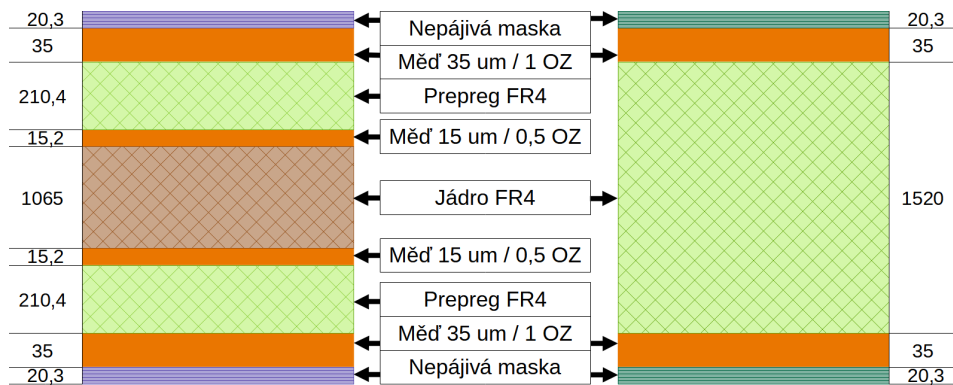 20,3
35
210,4
15,2
1065
15,2
210,4
35
20,3
Nepájivá maska
Měď 35 um / 1 OZ
Prepreg FR4
Měď 15 um / 0,5 OZ
Jádro FR4
Měď 15 um / 0,5 OZ
Prepreg FR4
Měď 35 um / 1 OZ
Nepájivá maska
20,3
35
1520
35
20,3